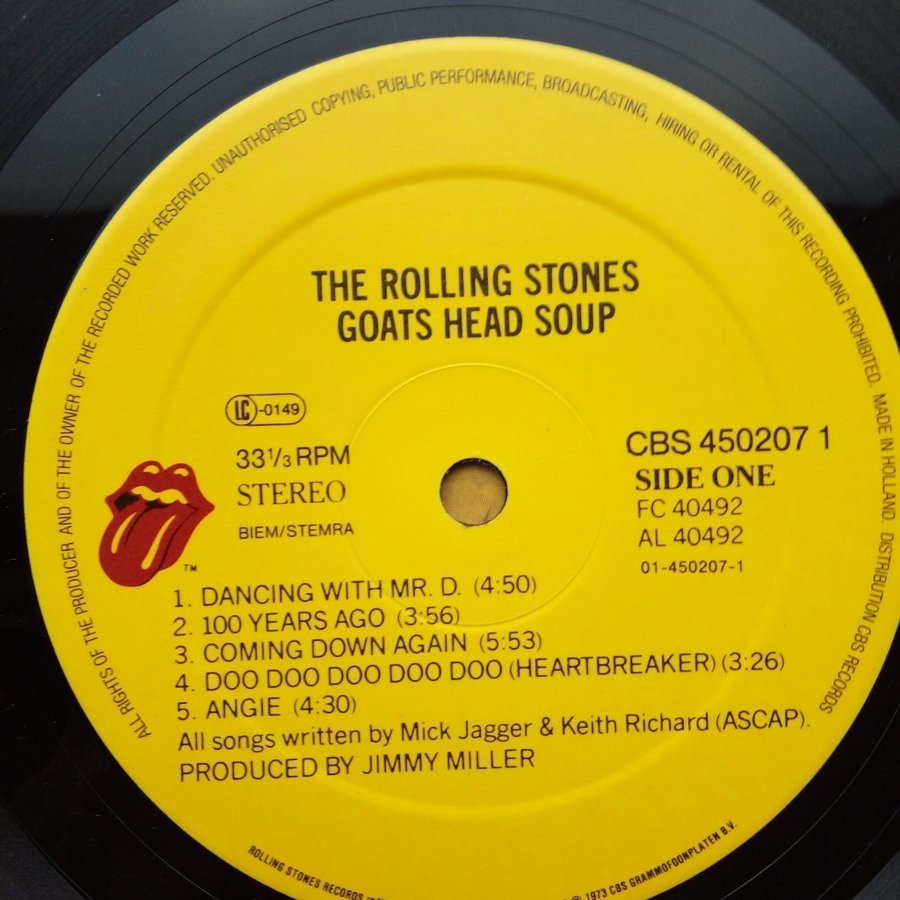 ALL RIGHTS OF THE PRODUCER AND OF THE OWNER OF THE RECORDED WORK RESERVED. UNAUTHORISED COPYING, PUBLIC PERFORMANCE, BROADCASTING, HIRING OR RENTAL OF THIS RECORDING PROHIBITED. MADE IN HOLLAND. DISTRIBUTION CBS RECORDS
THE ROLLING STONES
GOATS HEAD SOUP
LC-0149
33⅓ RPM
STEREO
BIEM/STEMRA
CBS 450207 1
SIDE ONE
FC 40492
AL 40492
01-450207-1
TM
1. DANCING WITH MR. D. (4:50)
2. 100 YEARS AGO (3:56)
3. COMING DOWN AGAIN (5:53)
4. DOO DOO DOO DOO DOO (HEARTBREAKER) (3:26)
5. ANGIE (4:30)
All songs written by Mick Jagger & Keith Richard (ASCAP).
PRODUCED BY JIMMY MILLER
ROLLING STONES RECORDS
℗ 1973 CBS GRAMMOFOONPLATEN B.V.